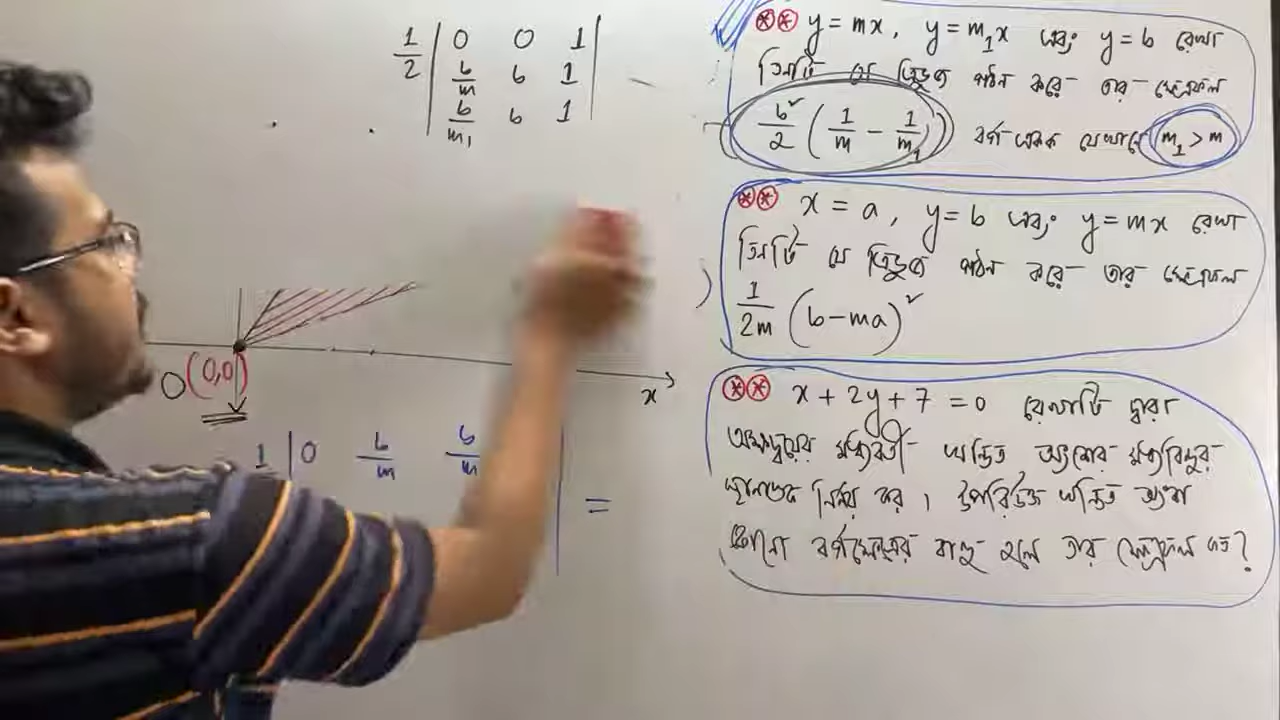 1/2 | 0 0 1
b/m b 1
b/m₁ b 1 |
O(0,0)
x
1 | 0 b/m b/m | =
⊛⊛ y = mx, y = m₁x এবং y = b রেখা
তিনটি যে ত্রিভুজ গঠন করে তার ক্ষেত্রফল
b²/2 (1/m − 1/m₁) বর্গ একক যেখানে m₁ > m
⊛⊛ x = a, y = b এবং y = mx রেখা
তিনটি যে ত্রিভুজ গঠন করে তার ক্ষেত্রফল
1/2m (b − ma)²
⊛⊛ x + 2y + 7 = 0 রেখাটি দ্বারা
অক্ষদ্বয়ের মধ্যবর্তী খন্ডিত অংশের মধ্যবিন্দুর
স্থানাঙ্ক নির্ণয় কর। উপরিউক্ত খন্ডিত অংশ
কোনো বর্গক্ষেত্রের বাহু হলে তার ক্ষেত্রফল কত?